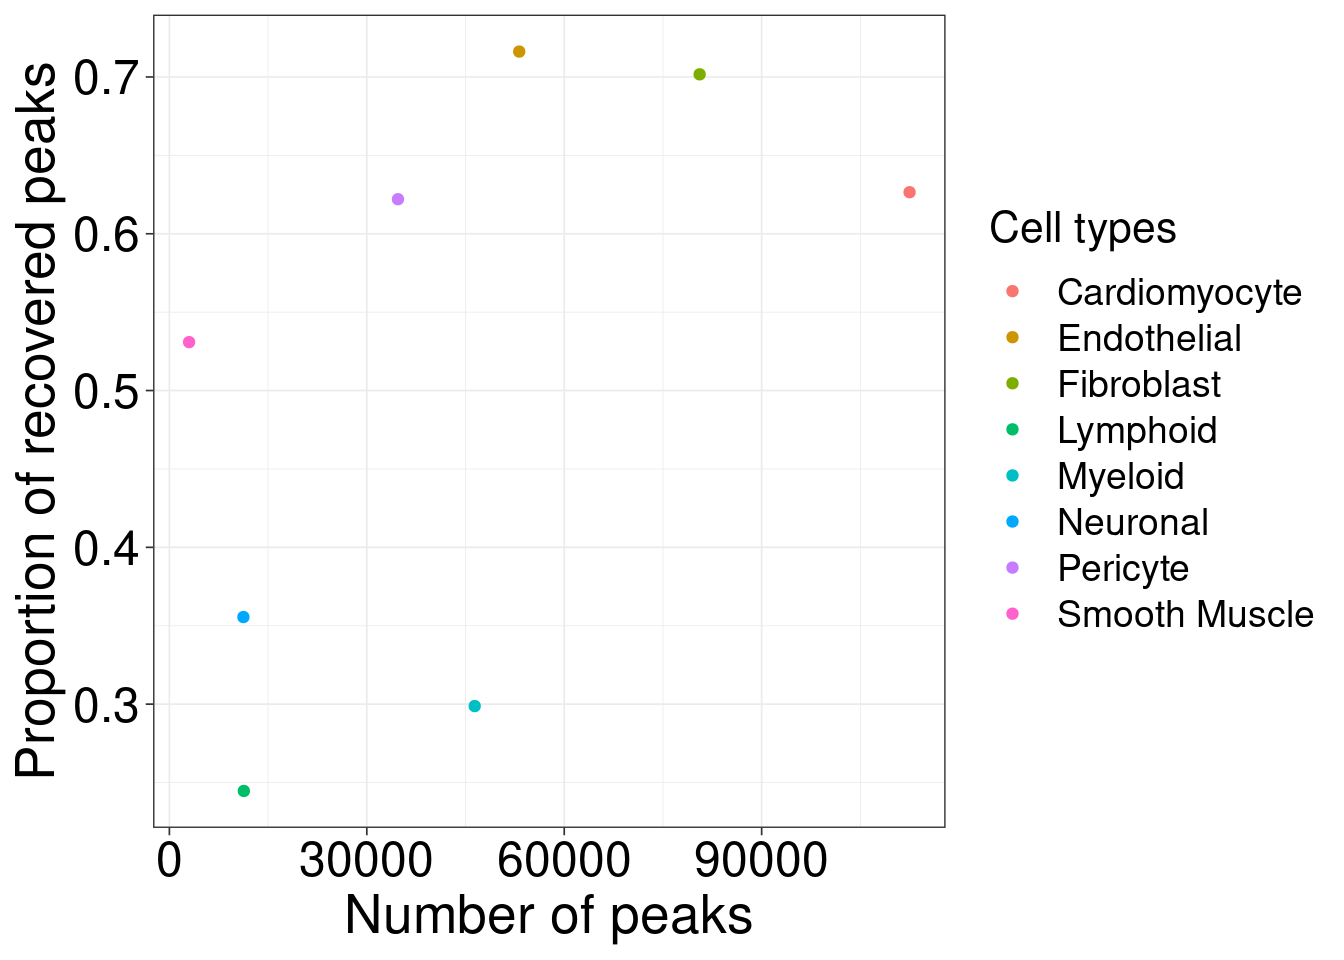 Proportion of recovered peaks
0.7
0.6
0.5
0.4
0.3
0 30000 60000 90000
Number of peaks
Cell types
Cardiomyocyte
Endothelial
Fibroblast
Lymphoid
Myeloid
Neuronal
Pericyte
Smooth Muscle